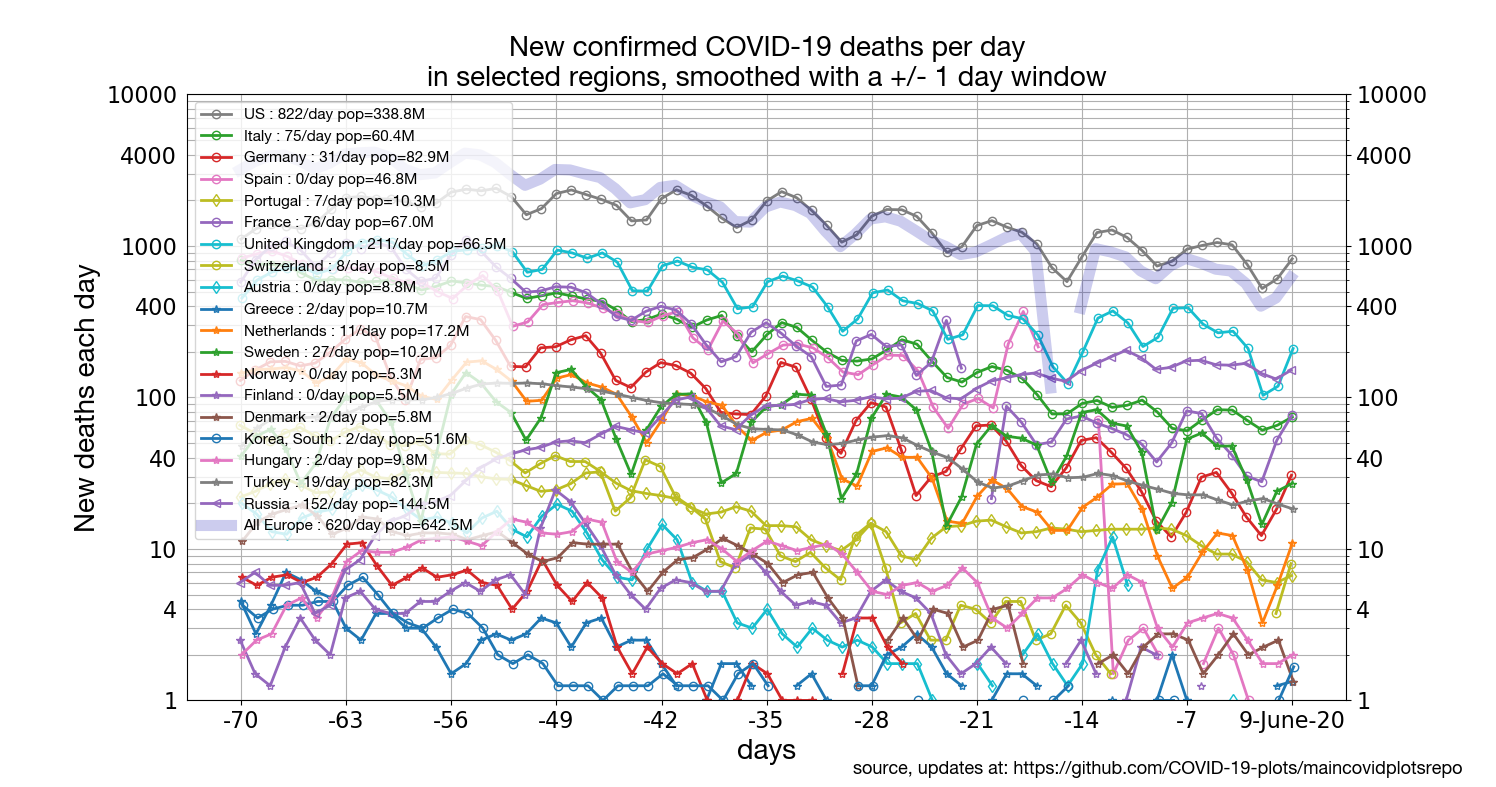 New confirmed COVID-19 deaths per day
in selected regions, smoothed with a +/- 1 day window
New deaths each day
10000
4000
1000
400
100
40
10
4
1
US : 822/day pop=338.8M
Italy : 75/day pop=60.4M
Germany : 31/day pop=82.9M
Spain : 0/day pop=46.8M
Portugal : 7/day pop=10.3M
France : 76/day pop=67.0M
United Kingdom : 211/day pop=66.5M
Switzerland : 8/day pop=8.5M
Austria : 0/day pop=8.8M
Greece : 2/day pop=10.7M
Netherlands : 11/day pop=17.2M
Sweden : 27/day pop=10.2M
Norway : 0/day pop=5.3M
Finland : 0/day pop=5.5M
Denmark : 2/day pop=5.8M
Korea, South : 2/day pop=51.6M
Hungary : 2/day pop=9.8M
Turkey : 19/day pop=82.3M
Russia : 152/day pop=144.5M
All Europe : 620/day pop=642.5M
10000
4000
1000
400
100
40
10
4
1
-70 -63 -56 -49 -42 -35 -28 -21 -14 -7 9-June-20
days
source, updates at: https://github.com/COVID-19-plots/maincovidplotsrepo